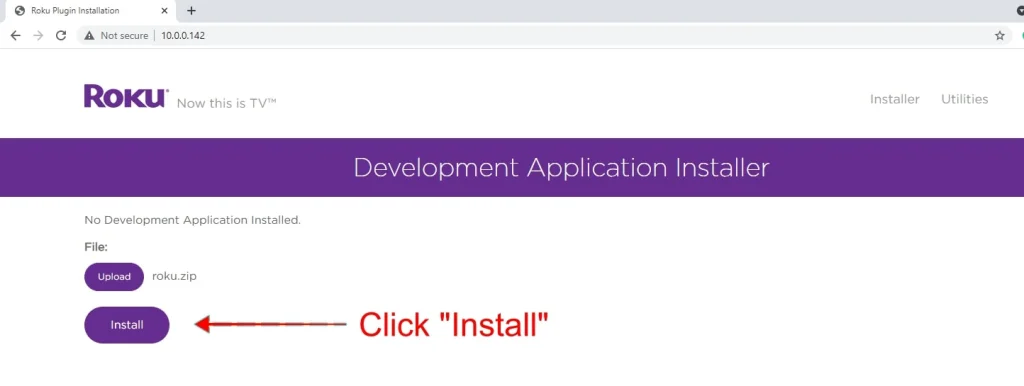 Roku Plugin Installation
Not secure
10.0.0.142
ROKU® Now this is TV™
Installer Utilities
Development Application Installer
No Development Application Installed.
File:
Upload roku.zip
Install Click "Install"